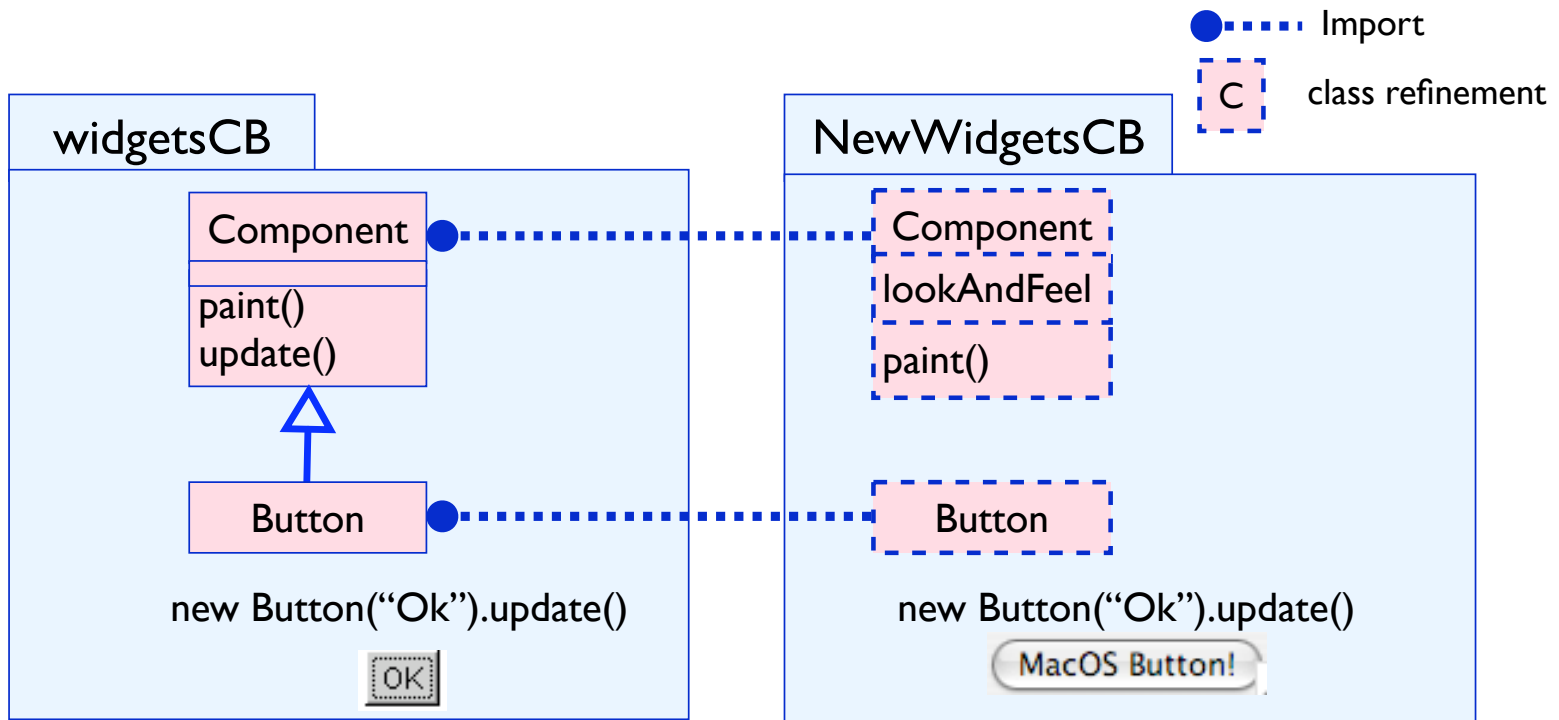 Import
C
class refinement
widgetsCB
Component
paint()
update()
Button
new Button(“Ok”).update()
OK
NewWidgetsCB
Component
lookAndFeel
paint()
Button
new Button(“Ok”).update()
MacOS Button!